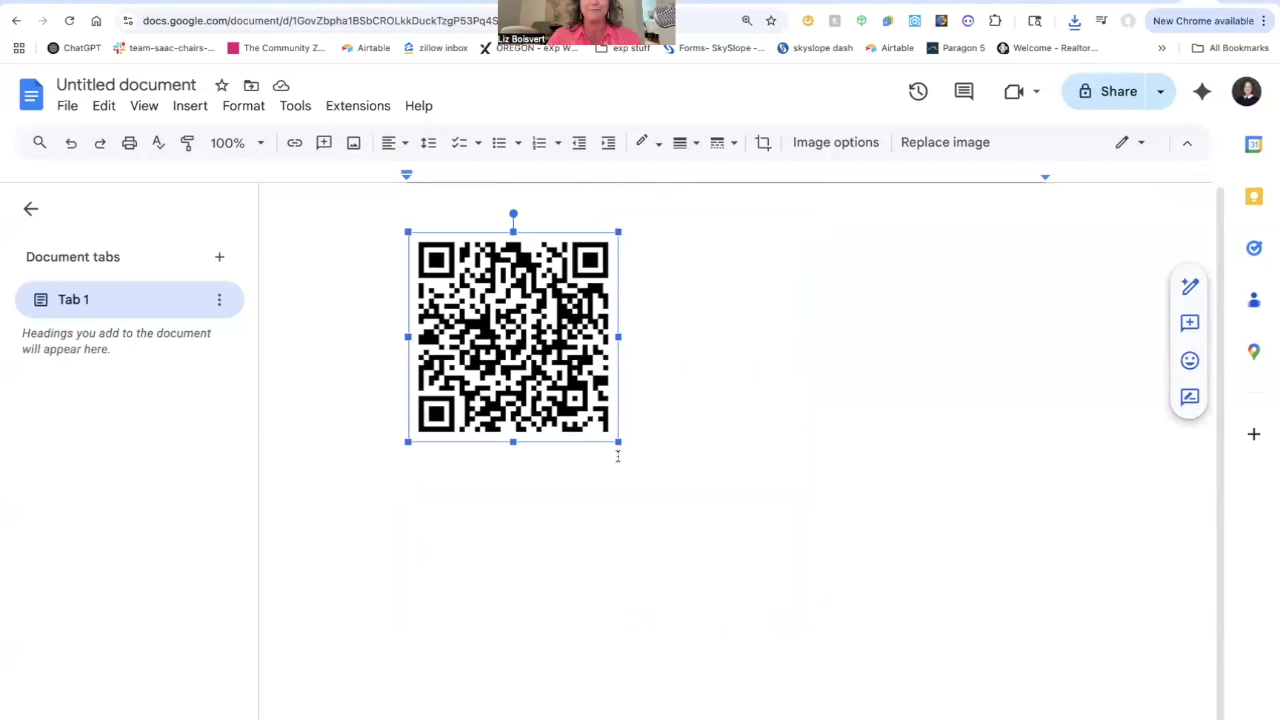 docs.google.com/document/d/1GovZbpha1BSbCROLkkDuckTzgP53Pq4S
New Chrome available
Liz Boisvert
ChatGPT
team-saac-chairs-...
The Community Z...
Airtable
zillow inbox
OREGON - eXp W...
exp stuff
Forms- SkySlope -...
skyslope dash
Airtable
Paragon 5
Welcome - Realtor...
All Bookmarks
Untitled document
File Edit View Insert Format Tools Extensions Help
Share
100%
Image options
Replace image
31
Document tabs
Tab 1
Headings you add to the document
will appear here.